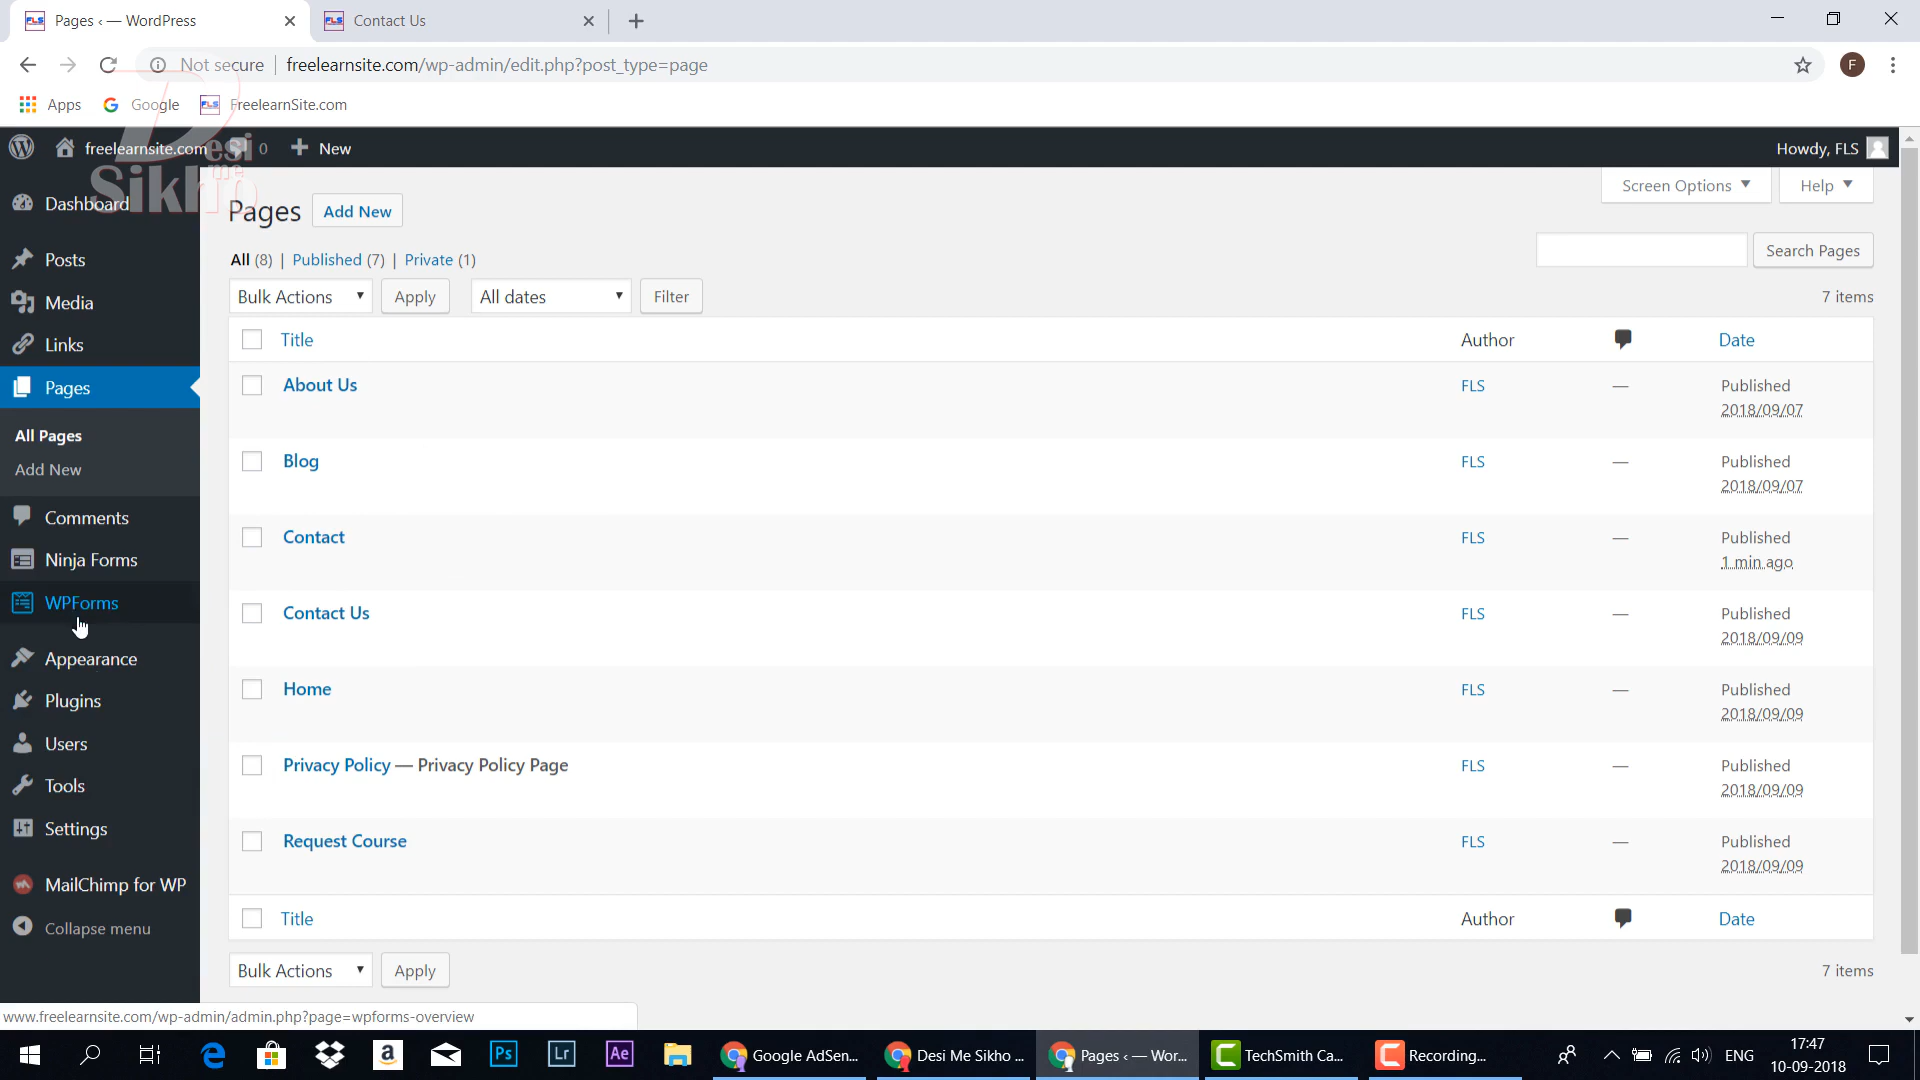 FLS Pages ‹ — WordPress
FLS Contact Us
Not secure freelearnsite.com/wp-admin/edit.php?post_type=page
F
Apps Google FLS FreelearnSite.com
freelearnsite.com 0 New Howdy, FLS
Desi me Sikho
Dashboard
Posts
Media
Links
Pages
All Pages
Add New
Comments
Ninja Forms
WPForms
Appearance
Plugins
Users
Tools
Settings
MailChimp for WP
Collapse menu
Screen Options Help
Pages Add New
All (8) | Published (7) | Private (1)
Search Pages
Bulk Actions Apply All dates Filter 7 items
Title Author Date
About Us FLS — Published
2018/09/07
Blog FLS — Published
2018/09/07
Contact FLS — Published
1 min ago
Contact Us FLS — Published
2018/09/09
Home FLS — Published
2018/09/09
Privacy Policy — Privacy Policy Page FLS — Published
2018/09/09
Request Course FLS — Published
2018/09/09
Title Author Date
Bulk Actions Apply 7 items
www.freelearnsite.com/wp-admin/admin.php?page=wpforms-overview
a Ps Lr Ae Google AdSen... Desi Me Sikho ... Pages ‹ — Wor... C TechSmith Ca... C Recording... ENG 17:47
10-09-2018